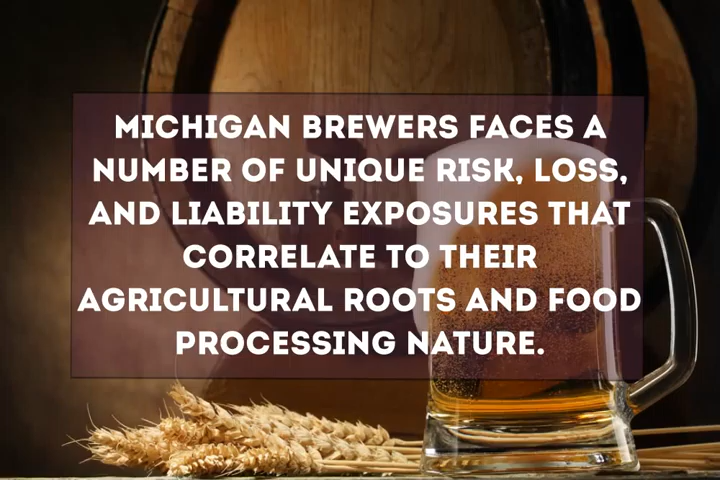 MICHIGAN BREWERS FACES A
NUMBER OF UNIQUE RISK, LOSS,
AND LIABILITY EXPOSURES THAT
CORRELATE TO THEIR
AGRICULTURAL ROOTS AND FOOD
PROCESSING NATURE.